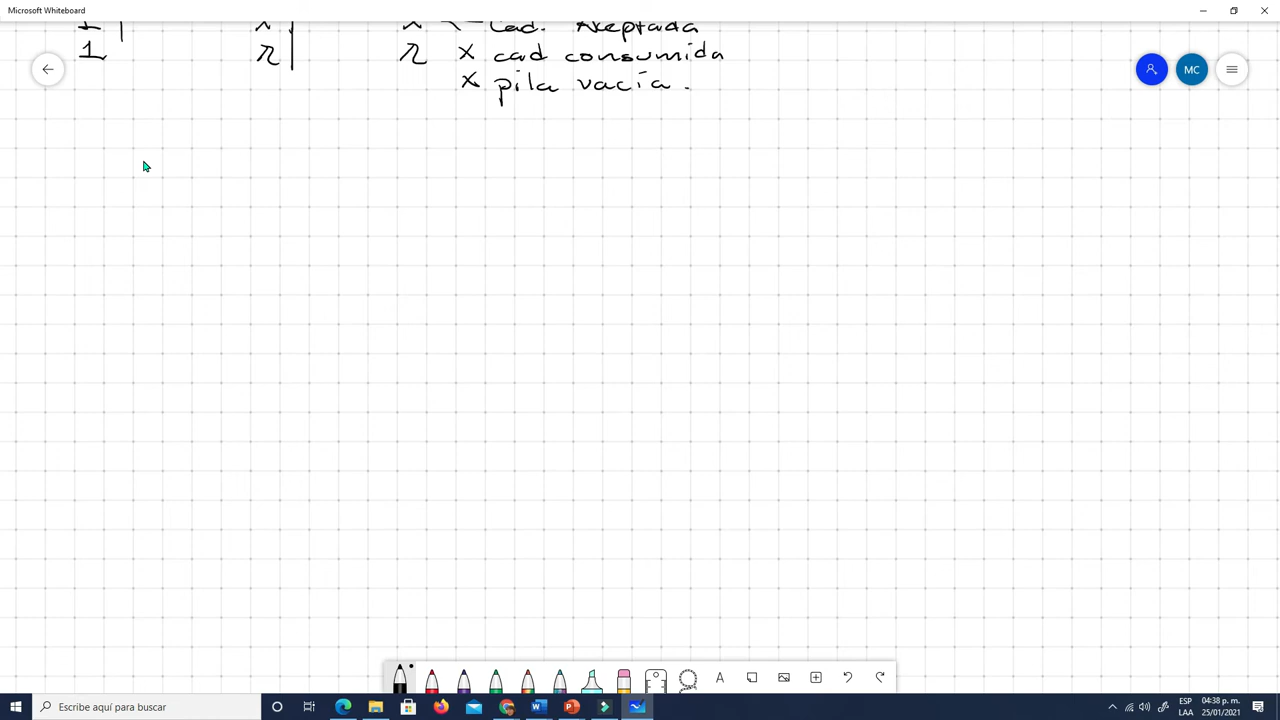 Microsoft Whiteboard
1 λ λ Cad. Aceptada
1 λ λ x cad consumida
x pila vacía.
MC
A
Escribe aquí para buscar
ESP
LAA
04:38 p. m.
25/01/2021